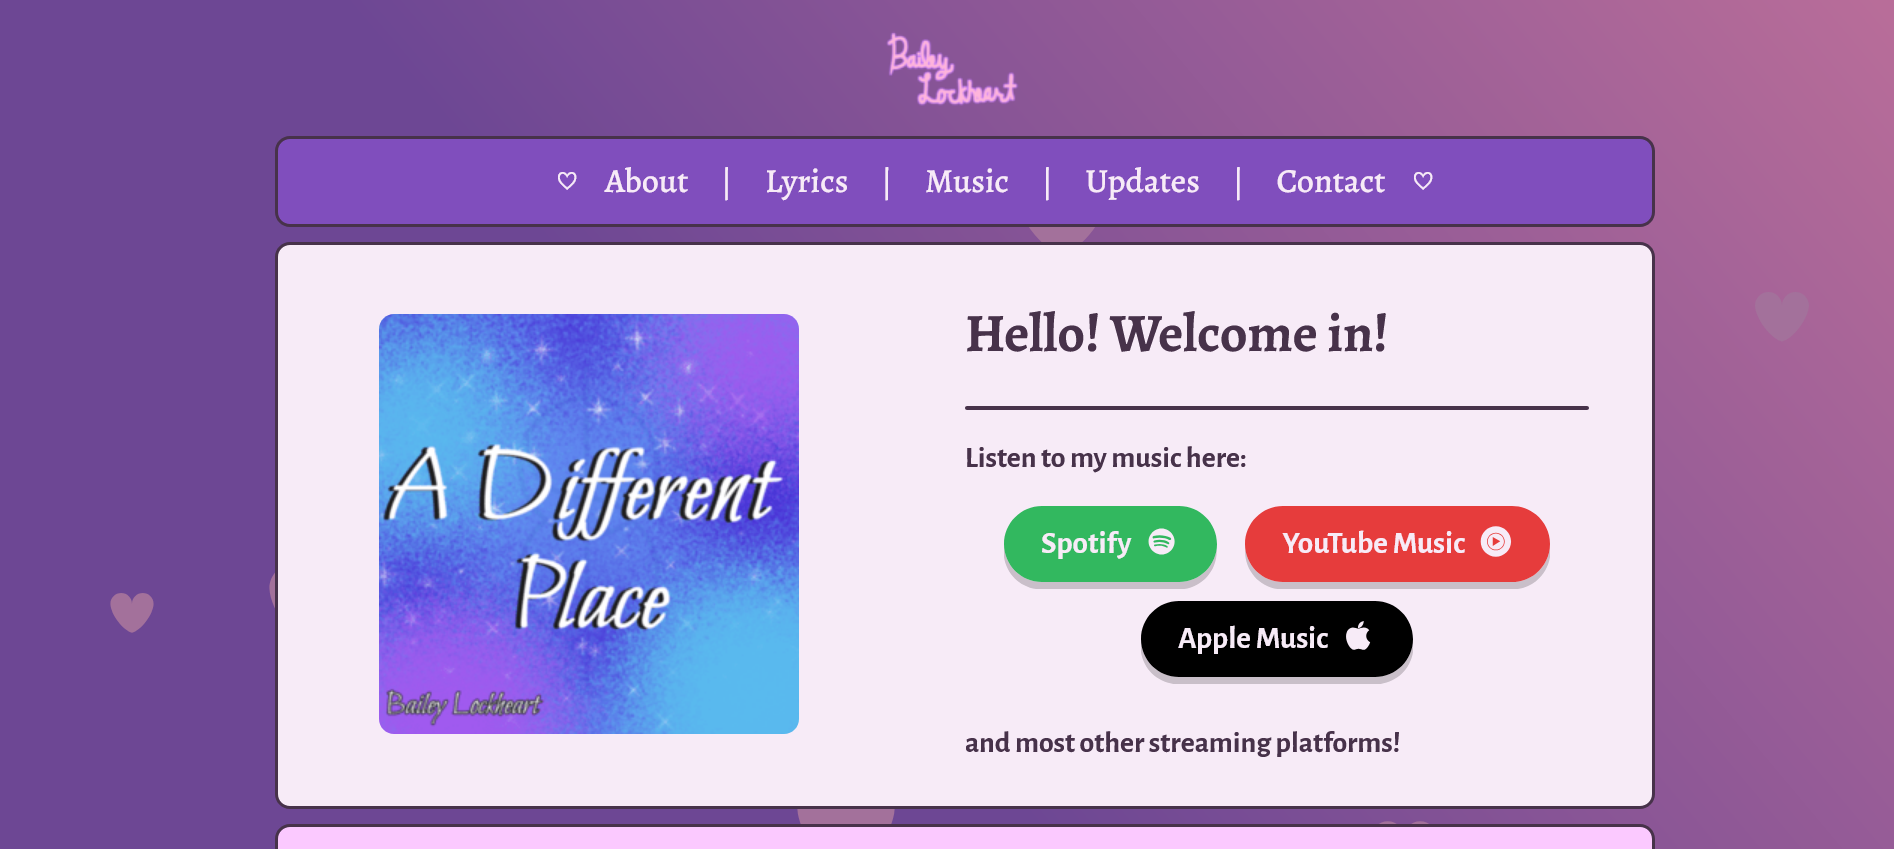 Bailey
Lockheart
♡ About | Lyrics | Music | Updates | Contact ♡
A Different
Place
Bailey Lockheart
Hello! Welcome in!
Listen to my music here:
Spotify
YouTube Music
Apple Music
and most other streaming platforms!